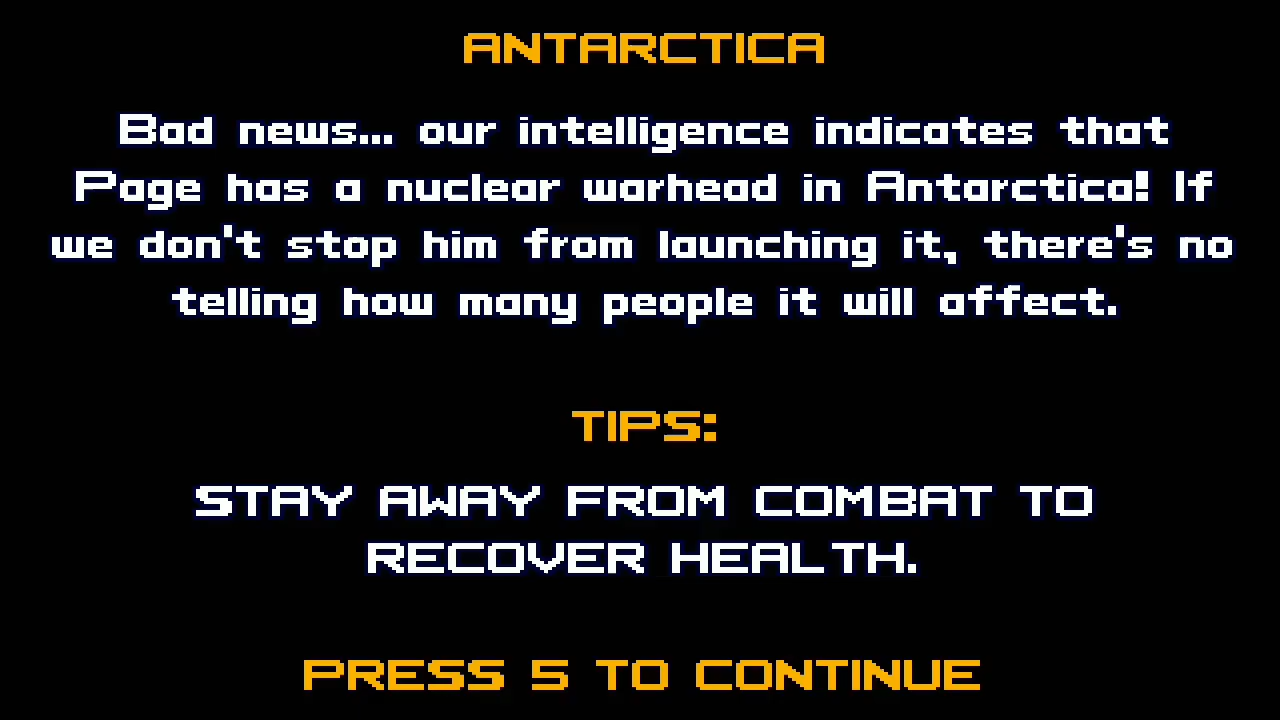 ANTARCTICA
Bad news... our intelligence indicates that
Page has a nuclear warhead in Antarctica! If
we don't stop him from launching it, there's no
telling how many people it will affect.
TIPS:
STAY AWAY FROM COMBAT TO
RECOVER HEALTH.
PRESS 5 TO CONTINUE